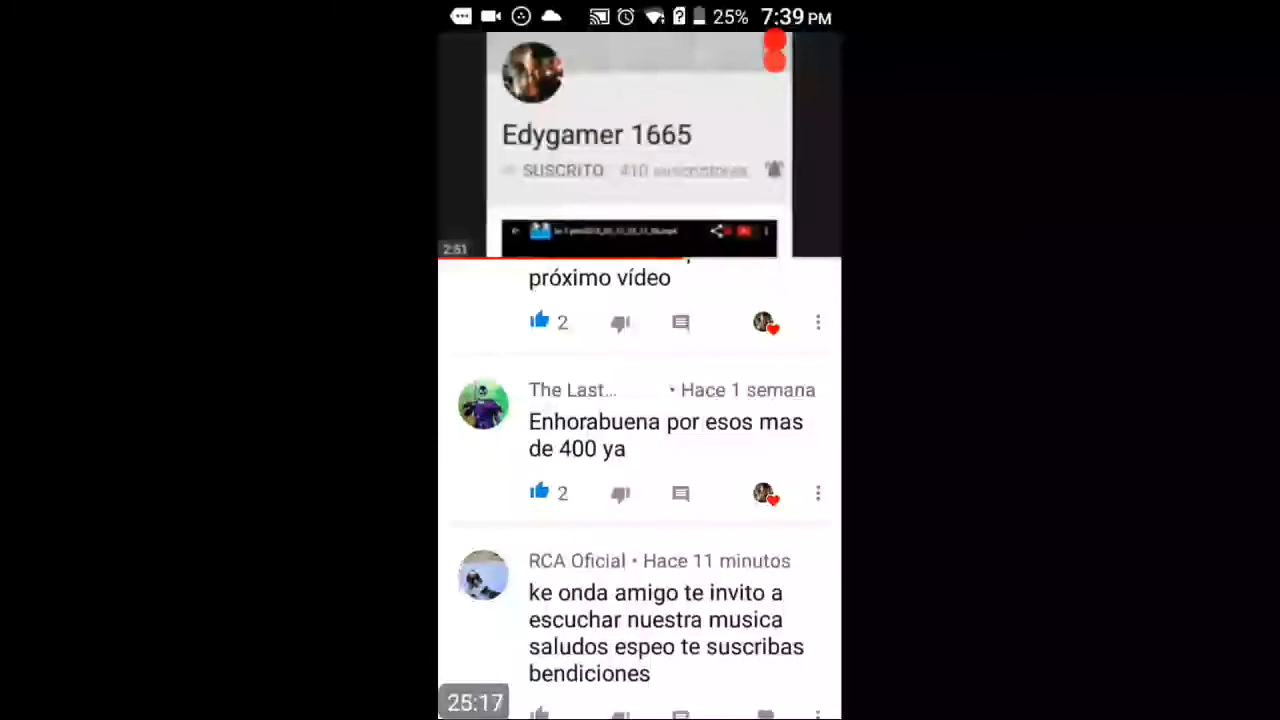 25% 7:39 PM
Edygamer 1665
SUSCRITO 410 suscriptores
2:51
próximo vídeo
2
The Last... • Hace 1 semana
Enhorabuena por esos mas
de 400 ya
2
RCA Oficial • Hace 11 minutos
ke onda amigo te invito a
escuchar nuestra musica
saludos espeo te suscribas
bendiciones
25:17